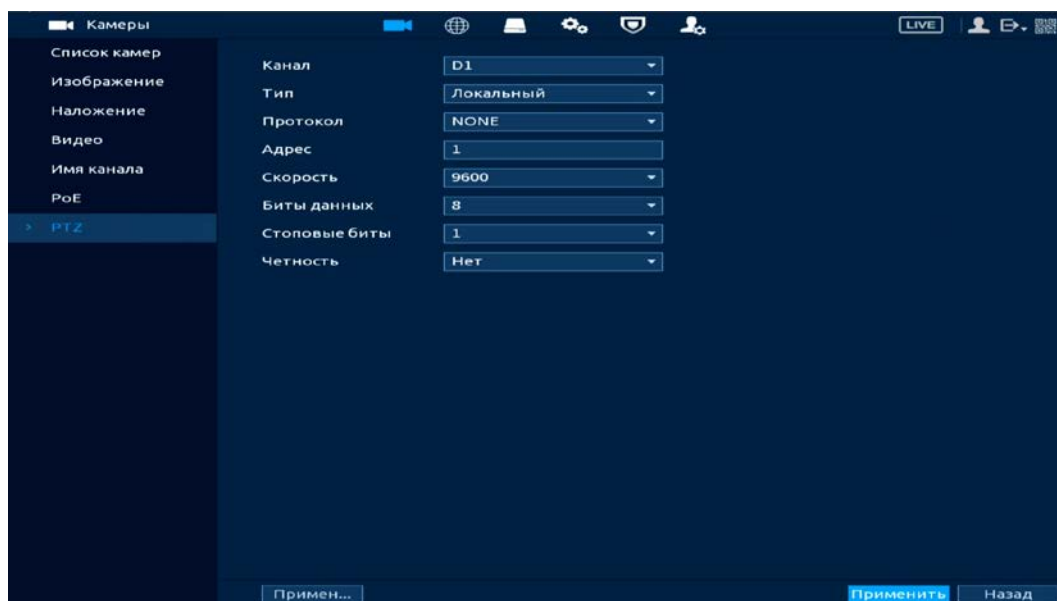 Камеры
LIVE
Список камер
Изображение
Наложение
Видео
Имя канала
PoE
> PTZ
Канал D1
Тип Локальный
Протокол NONE
Адрес 1
Скорость 9600
Биты данных 8
Стоповые биты 1
Четность Нет
Примен... Применить Назад